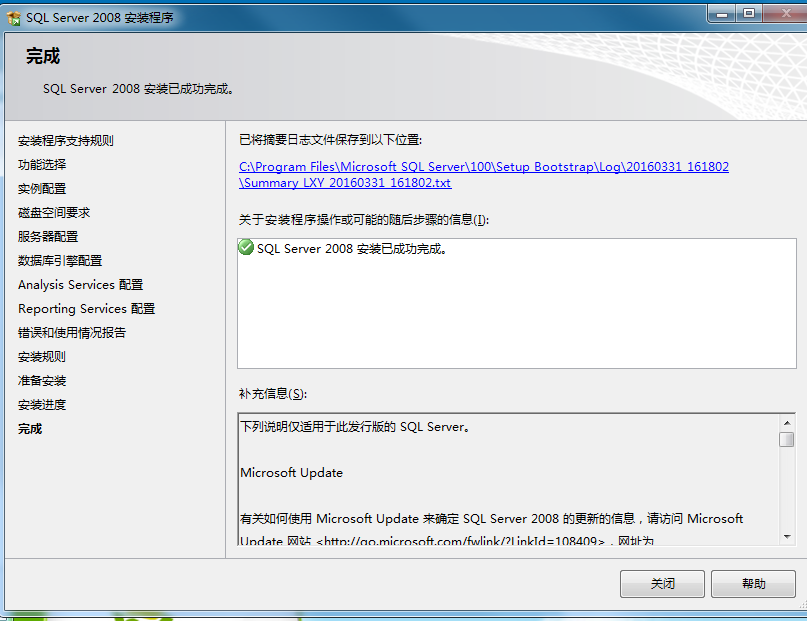 SQL Server 2008 安装程序
完成
SQL Server 2008 安装已成功完成。
安装程序支持规则
功能选择
实例配置
磁盘空间要求
服务器配置
数据库引擎配置
Analysis Services 配置
Reporting Services 配置
错误和使用情况报告
安装规则
准备安装
安装进度
完成
已将摘要日志文件保存到以下位置:
C:\Program Files\Microsoft SQL Server\100\Setup Bootstrap\Log\20160331_161802
\Summary_LXY_20160331_161802.txt
关于安装程序操作或可能的随后步骤的信息(I):
SQL Server 2008 安装已成功完成。
补充信息(S):
下列说明仅适用于此发行版的 SQL Server。
Microsoft Update
有关如何使用 Microsoft Update 来确定 SQL Server 2008 的更新的信息，请访问 Microsoft
Update 网站 <http://go.microsoft.com/fwlink/?LinkId=108409>，网址为
关闭
帮助